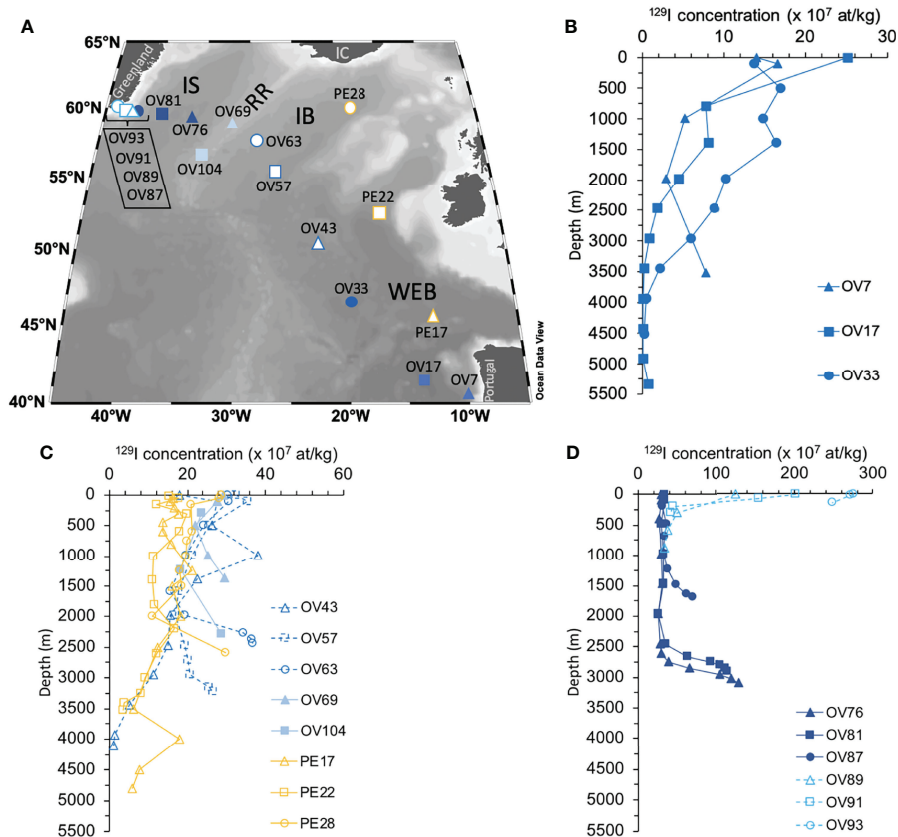 A
65°N
60°N
55°N
50°N
45°N
40°N
40°W
30°W
20°W
10°W
Greenland
IC
IS
RR
IB
WEB
Portugal
OV81
OV76
OV69
PE28
OV93
OV91
OV89
OV87
OV104
OV63
OV57
PE22
OV43
OV33
PE17
OV17
OV7
Ocean Data View
B
¹²⁹I concentration (x 10⁷ at/kg)
0 10 20 30
Depth (m)
0
500
1000
1500
2000
2500
3000
3500
4000
4500
5000
5500
OV7
OV17
OV33
C
¹²⁹I concentration (x 10⁷ at/kg)
0 20 40 60
Depth (m)
0
500
1000
1500
2000
2500
3000
3500
4000
4500
5000
5500
OV43
OV57
OV63
OV69
OV104
PE17
PE22
PE28
D
¹²⁹I concentration (x 10⁷ at/kg)
0 100 200 300
Depth (m)
0
500
1000
1500
2000
2500
3000
3500
4000
4500
5000
5500
OV76
OV81
OV87
OV89
OV91
OV93